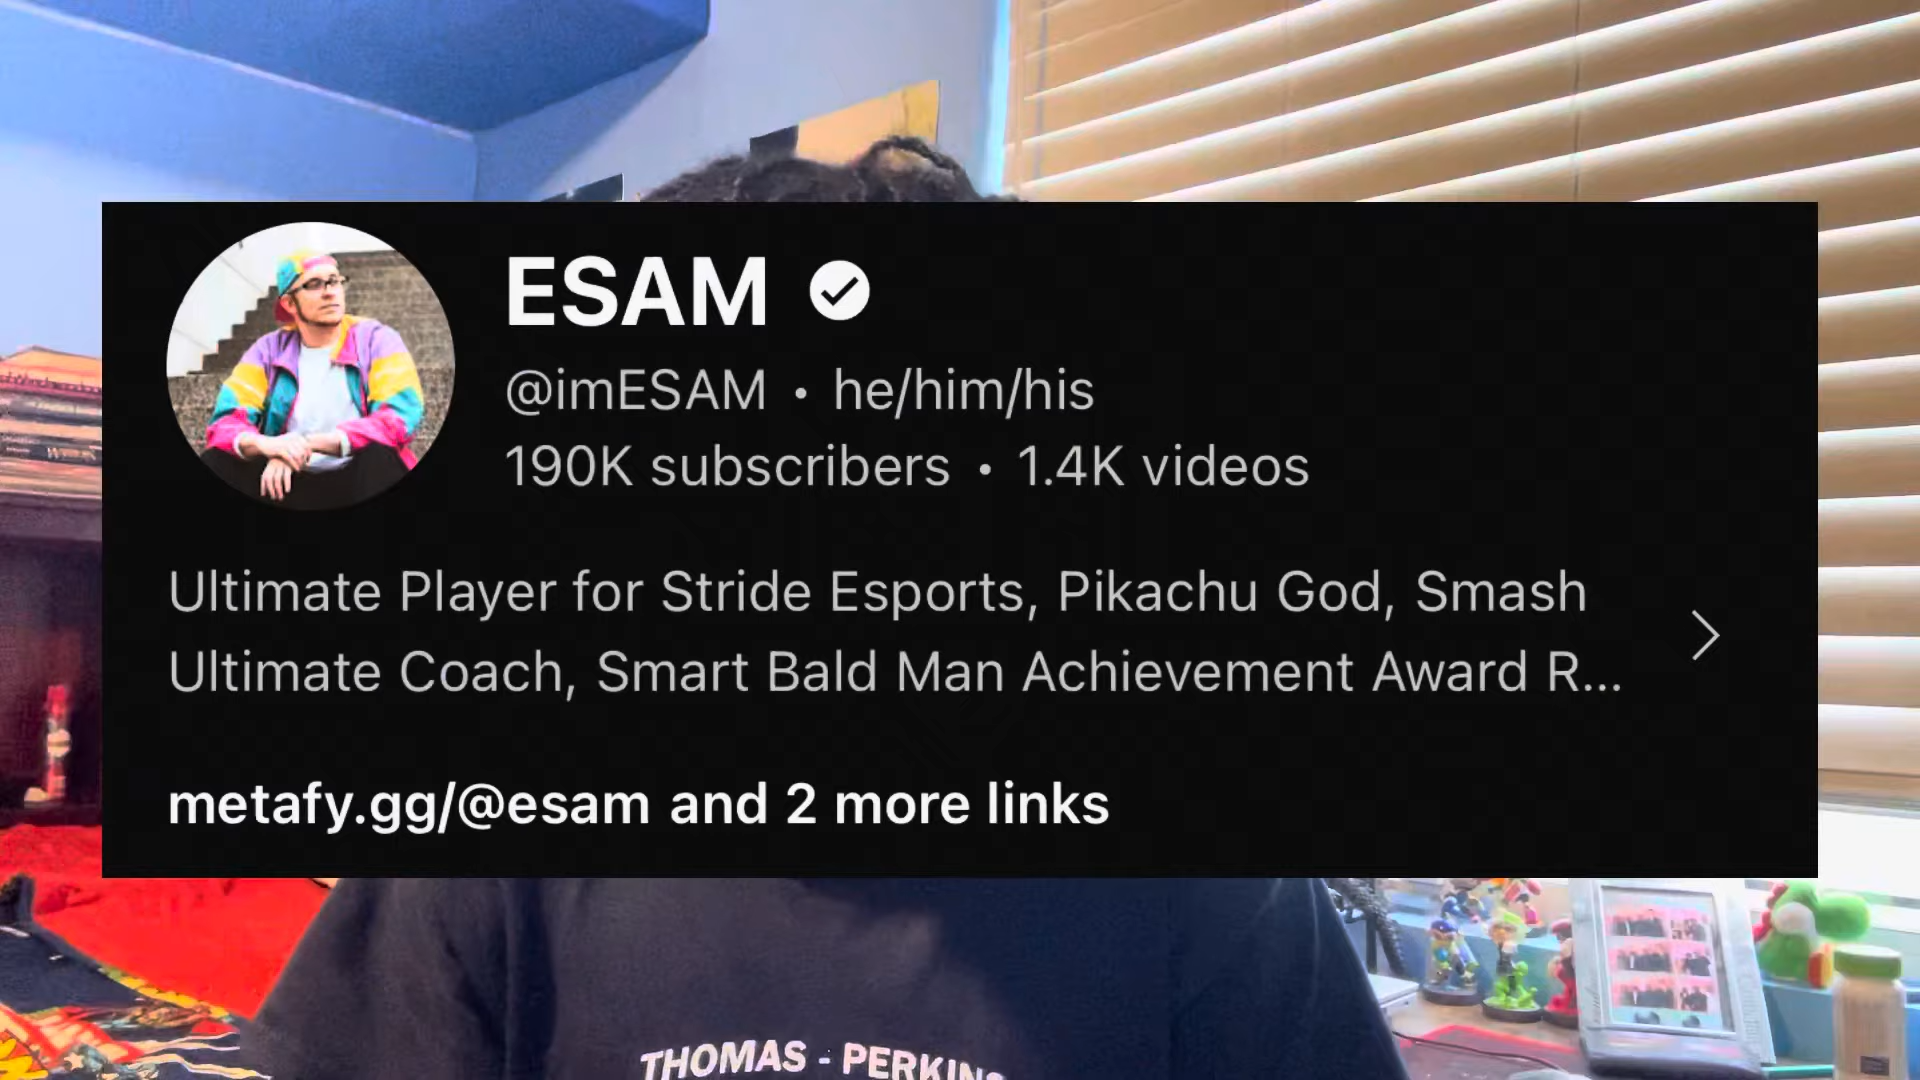 ESAM
@imESAM • he/him/his
190K subscribers • 1.4K videos
Ultimate Player for Stride Esports, Pikachu God, Smash
Ultimate Coach, Smart Bald Man Achievement Award R...
metafy.gg/@esam and 2 more links
THOMAS - PERKINS